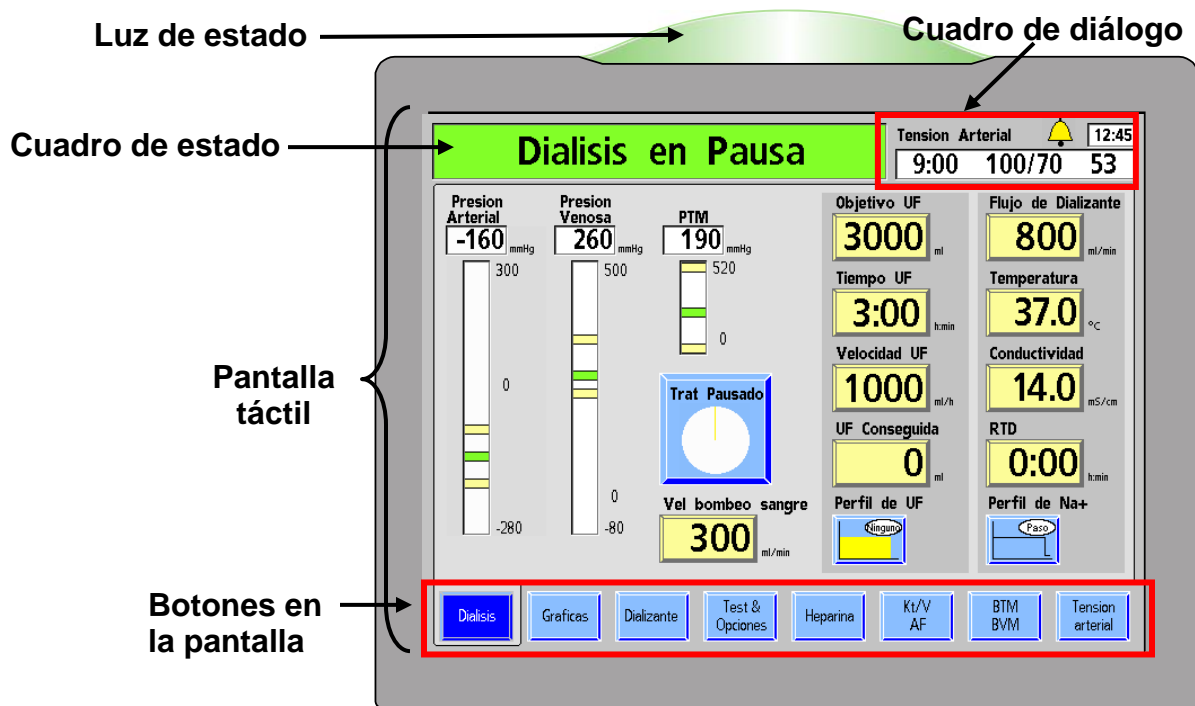 Luz de estado
Cuadro de diálogo
Cuadro de estado
Dialisis en Pausa
Tension Arterial
12:45
9:00 100/70 53
Presion
Arterial
-160 mmHg
300
0
-280
Presion
Venosa
260 mmHg
500
0
-80
PTM
190 mmHg
520
0
Trat Pausado
Vel bombeo sangre
300 ml/min
Objetivo UF
3000 ml
Tiempo UF
3:00 h:min
Velocidad UF
1000 ml/h
UF Conseguida
0 ml
Perfil de UF
Ninguno
Flujo de Dializante
800 ml/min
Temperatura
37.0 °C
Conductividad
14.0 mS/cm
RTD
0:00 h:min
Perfil de Na+
Paso
Pantalla
táctil
Botones en
la pantalla
Dialisis
Graficas
Dializante
Test &
Opciones
Heparina
Kt/V
AF
BTM
BVM
Tension
arterial